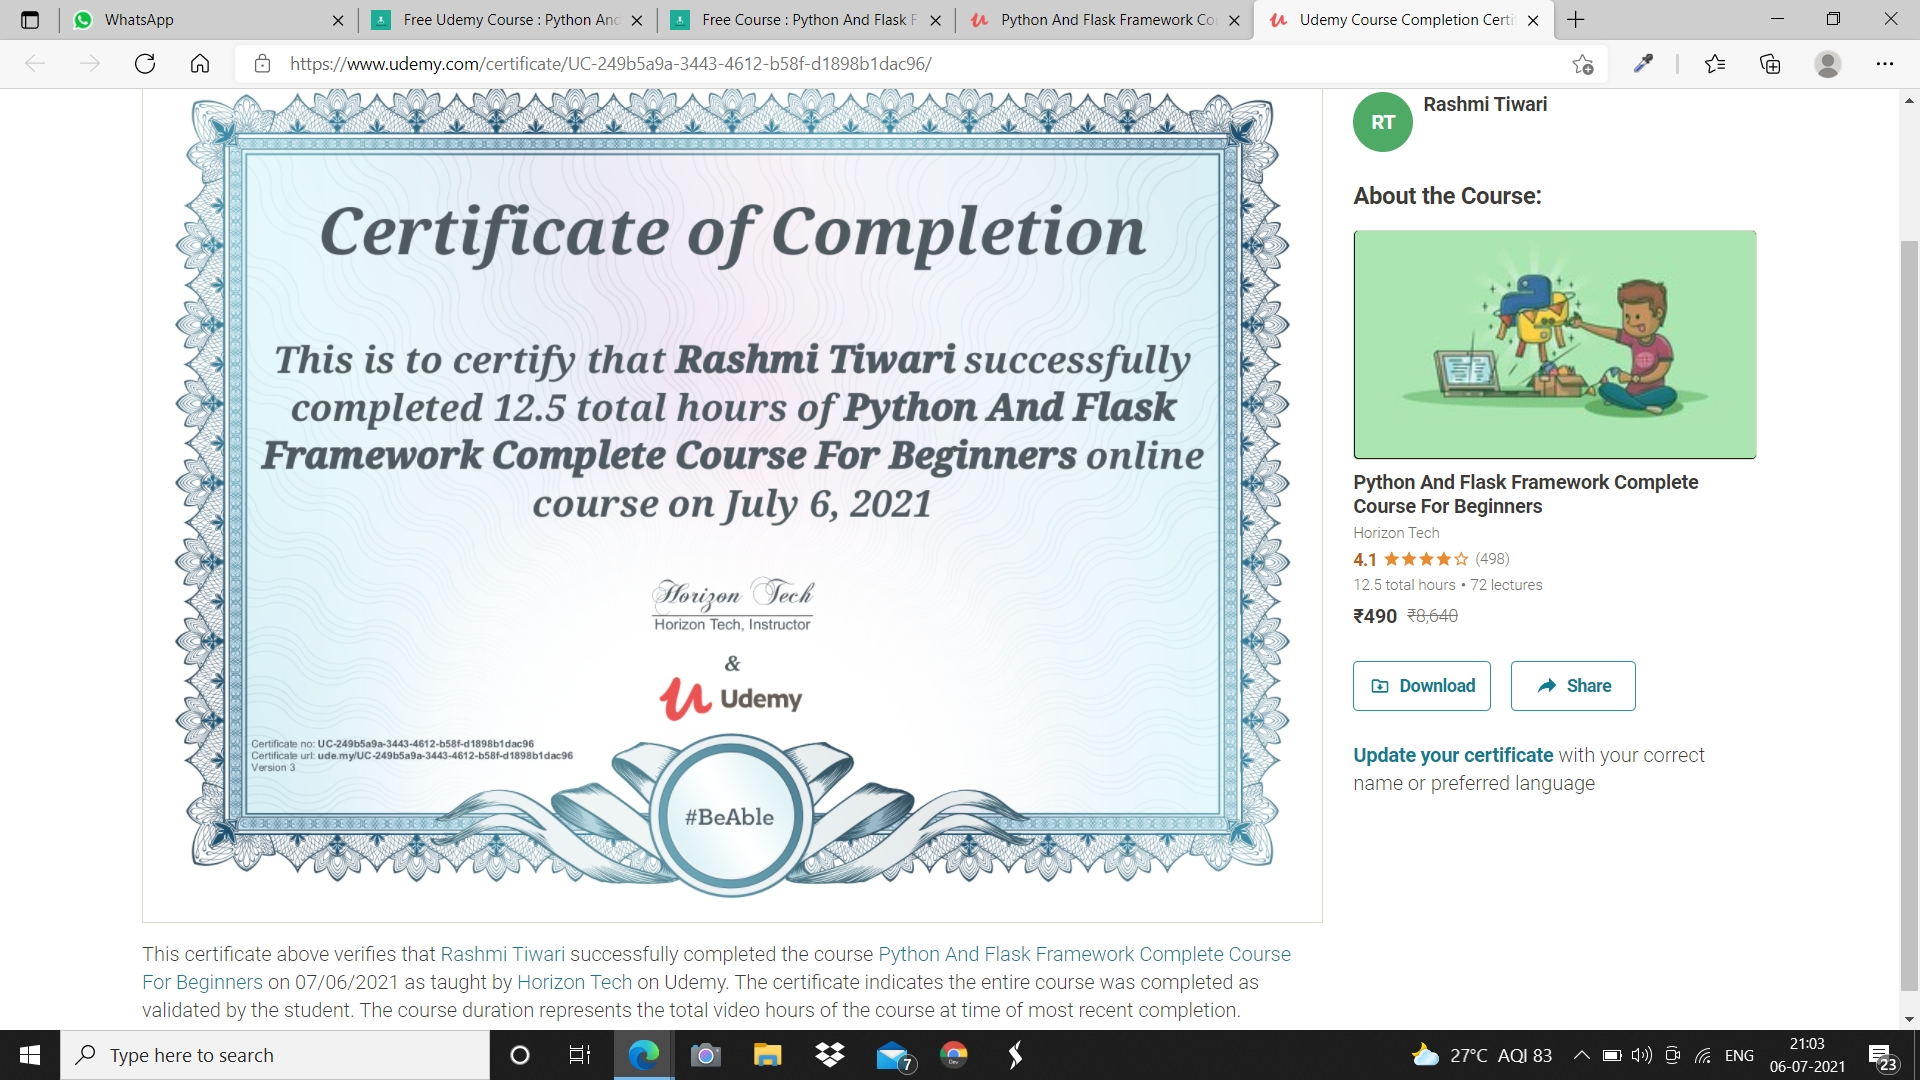 WhatsApp
Free Udemy Course : Python And
Free Course : Python And Flask F
Python And Flask Framework Co
Udemy Course Completion Certi
https://www.udemy.com/certificate/UC-249b5a9a-3443-4612-b58f-d1898b1dac96/
Certificate of Completion
This is to certify that Rashmi Tiwari successfully
completed 12.5 total hours of Python And Flask
Framework Complete Course For Beginners online
course on July 6, 2021
Horizon Tech
Horizon Tech, Instructor
&
Udemy
Certificate no: UC-249b5a9a-3443-4612-b58f-d1898b1dac96
Certificate url: ude.my/UC-249b5a9a-3443-4612-b58f-d1898b1dac96
Version 3
#BeAble
RT
Rashmi Tiwari
About the Course:
Python And Flask Framework Complete
Course For Beginners
Horizon Tech
4.1 (498)
12.5 total hours • 72 lectures
₹490 ₹8,640
Download
Share
Update your certificate with your correct
name or preferred language
This certificate above verifies that Rashmi Tiwari successfully completed the course Python And Flask Framework Complete Course
For Beginners on 07/06/2021 as taught by Horizon Tech on Udemy. The certificate indicates the entire course was completed as
validated by the student. The course duration represents the total video hours of the course at time of most recent completion.
Type here to search
7
Dev
27°C AQI 83
ENG
21:03
06-07-2021
23